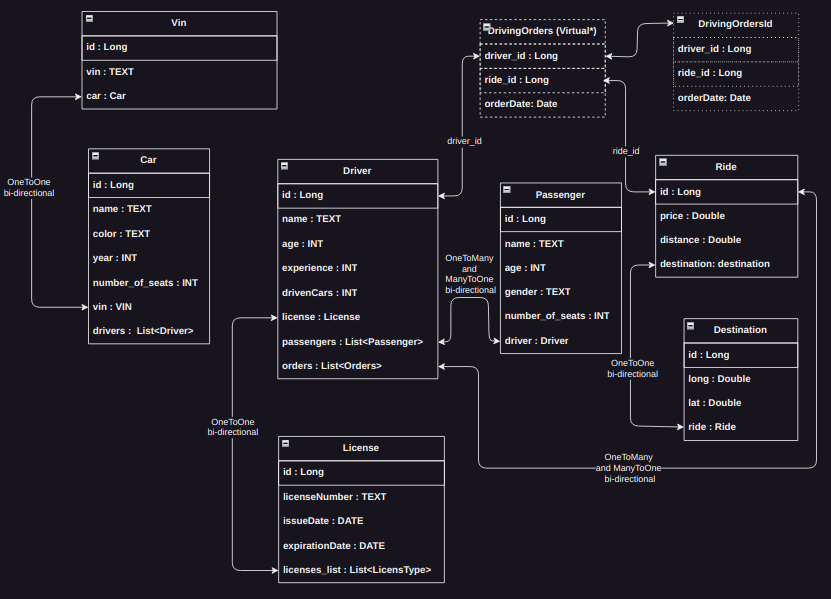 Vin
id : Long
vin : TEXT
car : Car
OneToOne
bi-directional
Car
id : Long
name : TEXT
color : TEXT
year : INT
number_of_seats : INT
vin : VIN
drivers : List<Driver>
Driver
id : Long
name : TEXT
age : INT
experience : INT
drivenCars : INT
license : License
passengers : List<Passenger>
orders : List<Orders>
driver_id
OneToMany
and
ManyToOne
bi-directional
Passenger
id : Long
name : TEXT
age : INT
gender : TEXT
number_of_seats : INT
driver : Driver
DrivingOrders (Virtual*)
driver_id : Long
ride_id : Long
orderDate: Date
DrivingOrdersId
driver_id : Long
ride_id : Long
orderDate: Date
ride_id
Ride
id : Long
price : Double
distance : Double
destination: destination
OneToOne
bi-directional
Destination
id : Long
long : Double
lat : Double
ride : Ride
OneToMany
and ManyToOne
bi-directional
OneToOne
bi-directional
License
id : Long
licenseNumber : TEXT
issueDate : DATE
expirationDate : DATE
licenses_list : List<LicensType>